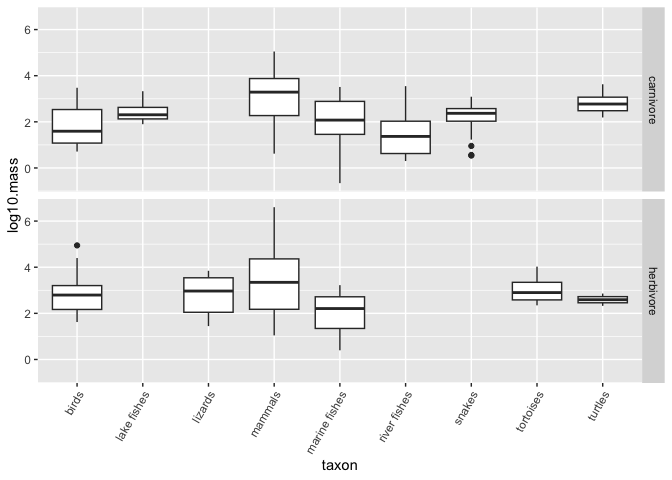 6
4
2
0
carnivore
log10.mass
6
4
2
0
herbivore
birds
lake fishes
lizards
mammals
marine fishes
river fishes
snakes
tortoises
turtles
taxon